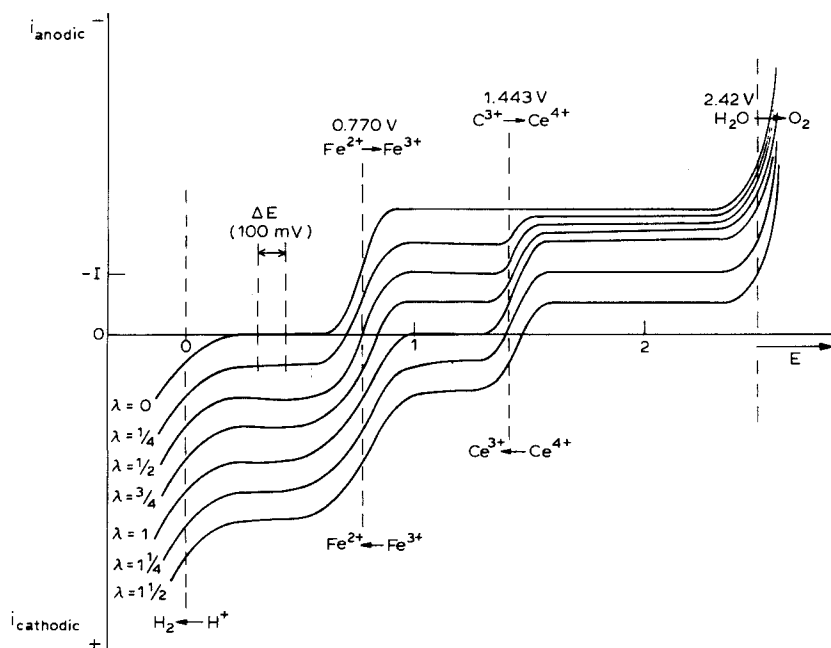 −
i anodic
1.443 V
C³⁺→Ce⁴⁺
2.42 V
H₂O→O₂
0.770 V
Fe²⁺→Fe³⁺
ΔE
(100 mV)
−I
0
0
1
2
E
λ = 0
λ = 1/4
λ = 1/2
λ = 3/4
λ = 1
λ = 1 1/4
λ = 1 1/2
Ce³⁺←Ce⁴⁺
Fe²⁺←Fe³⁺
H₂←H⁺
i cathodic
+